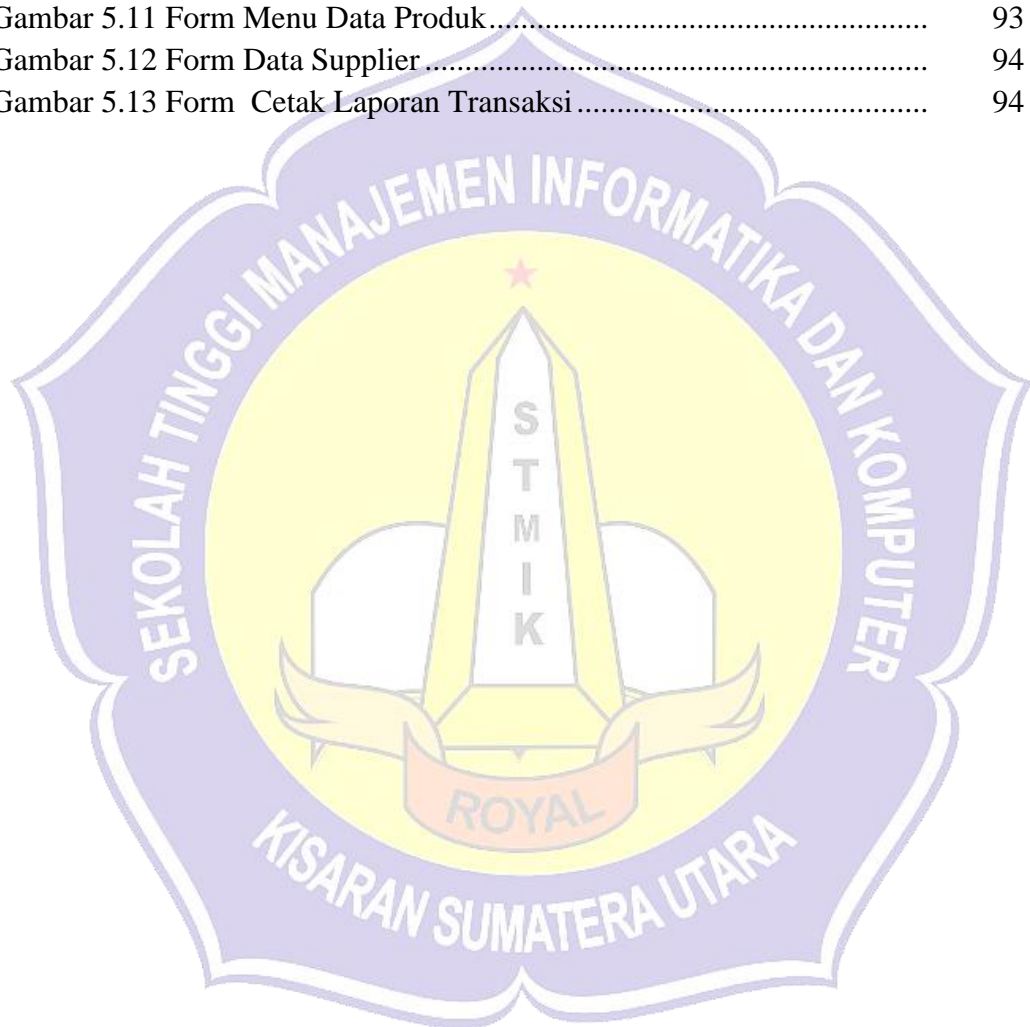 Gambar 5.11 Form Menu Data Produk............................................................ 93
Gambar 5.12 Form Data Supplier .................................................................... 94
Gambar 5.13 Form  Cetak Laporan Transaksi ................................................ 94
SEKOLAH TINGGI MANAJEMEN INFORMATIKA DAN KOMPUTER
S
T
M
I
K
ROYAL
KISARAN SUMATERA UTARA